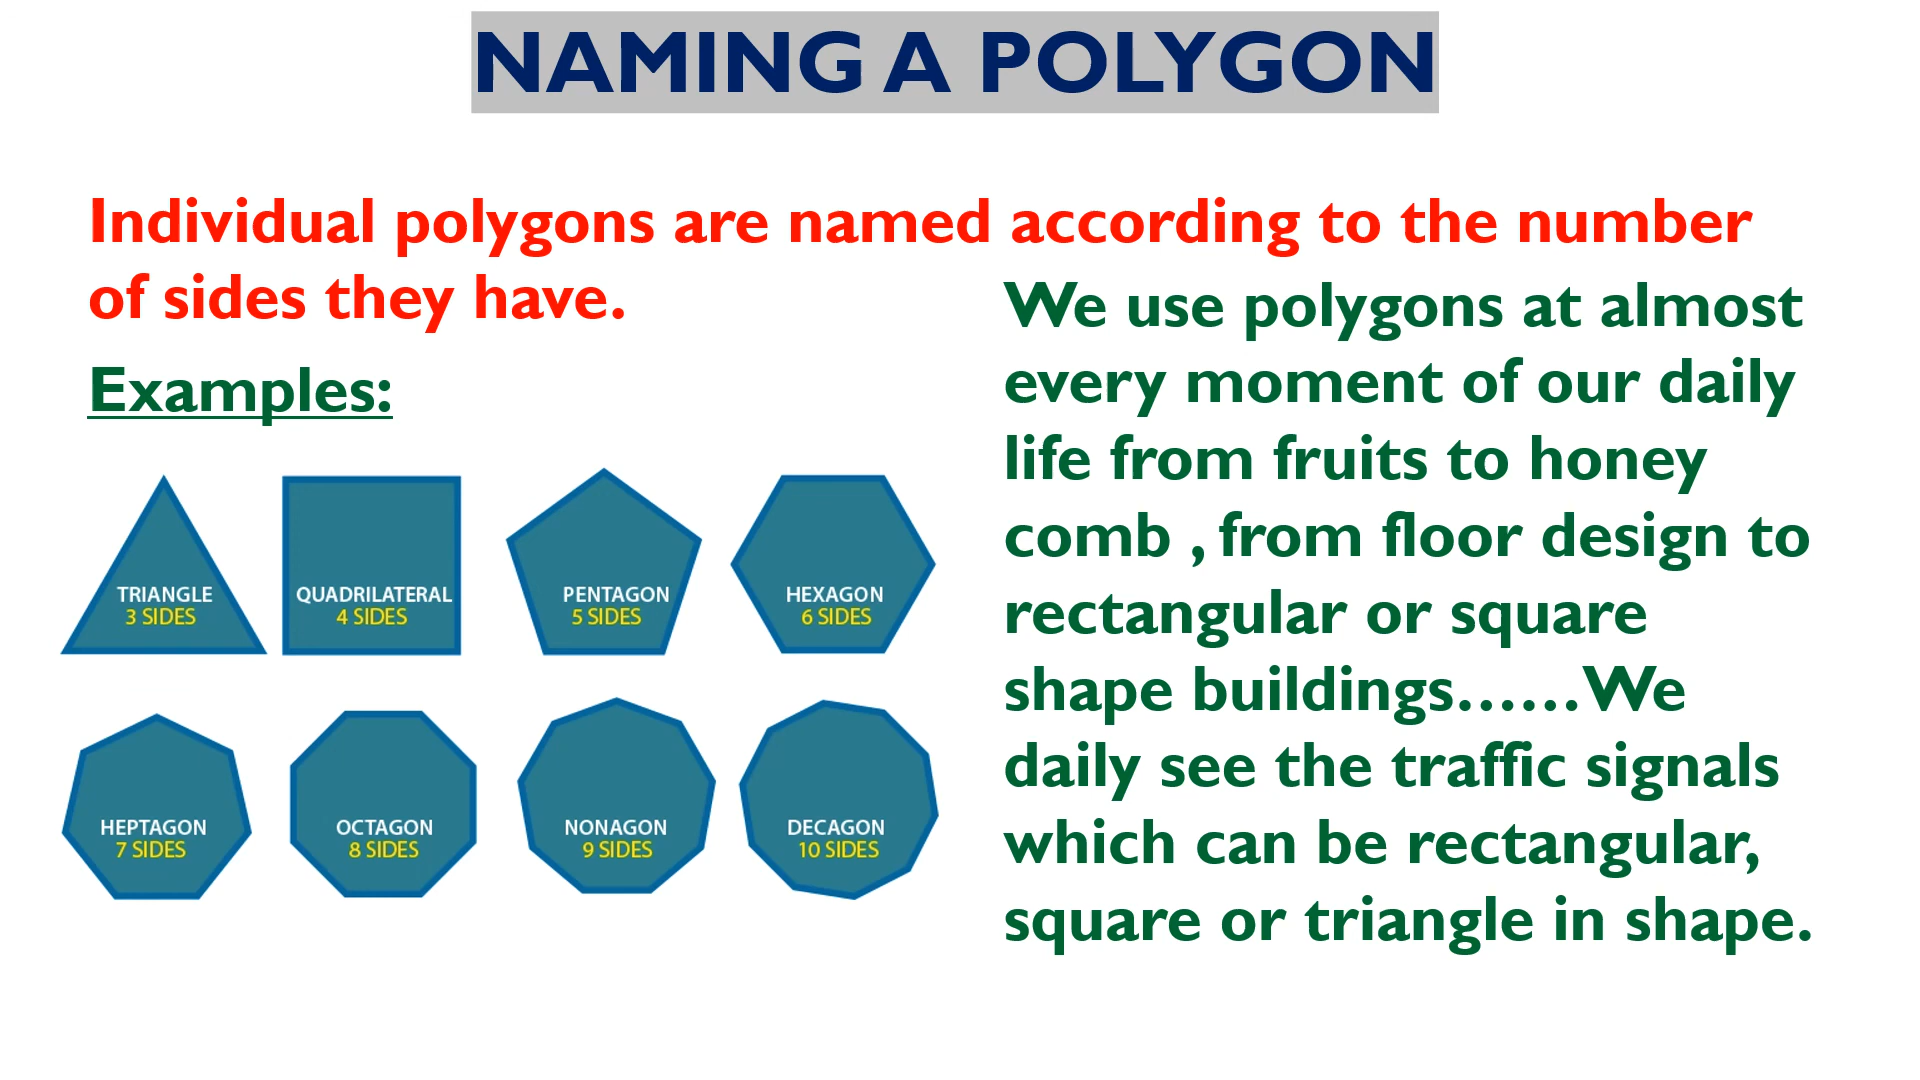 NAMING A POLYGON
Individual polygons are named according to the number
of sides they have.
Examples:
TRIANGLE
3 SIDES
QUADRILATERAL
4 SIDES
PENTAGON
5 SIDES
HEXAGON
6 SIDES
HEPTAGON
7 SIDES
OCTAGON
8 SIDES
NONAGON
9 SIDES
DECAGON
10 SIDES
We use polygons at almost
every moment of our daily
life from fruits to honey
comb , from floor design to
rectangular or square
shape buildings……We
daily see the traffic signals
which can be rectangular,
square or triangle in shape.